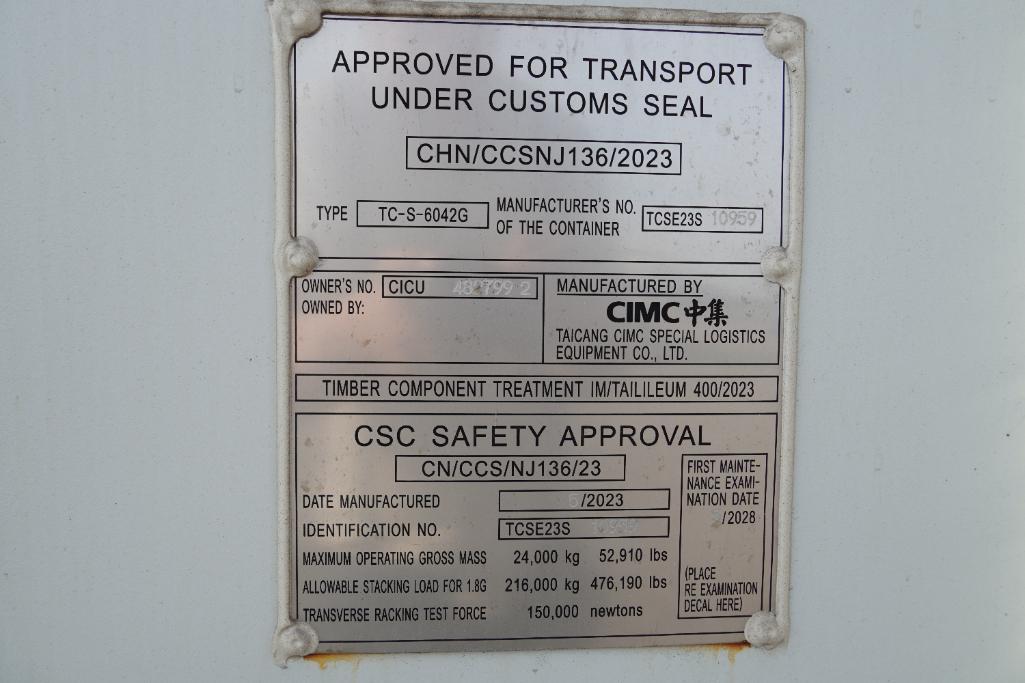 APPROVED FOR TRANSPORT
UNDER CUSTOMS SEAL
CHN/CCSNJ136/2023
TYPE TC-S-6042G MANUFACTURER'S NO. OF THE CONTAINER TCSE23S 10959
OWNER'S NO. CICU
OWNED BY:
MANUFACTURED BY
CIMC中集
TAICANG CIMC SPECIAL LOGISTICS
EQUIPMENT CO., LTD.
TIMBER COMPONENT TREATMENT IM/TAILILEUM 400/2023
CSC SAFETY APPROVAL
CN/CCS/NJ136/23
DATE MANUFACTURED /2023
IDENTIFICATION NO. TCSE23S
MAXIMUM OPERATING GROSS MASS 24,000 kg 52,910 lbs
ALLOWABLE STACKING LOAD FOR 1.8G 216,000 kg 476,190 lbs
TRANSVERSE RACKING TEST FORCE 150,000 newtons
FIRST MAINTE-
NANCE EXAMI-
NATION DATE
/2028
(PLACE
RE EXAMINATION
DECAL HERE)